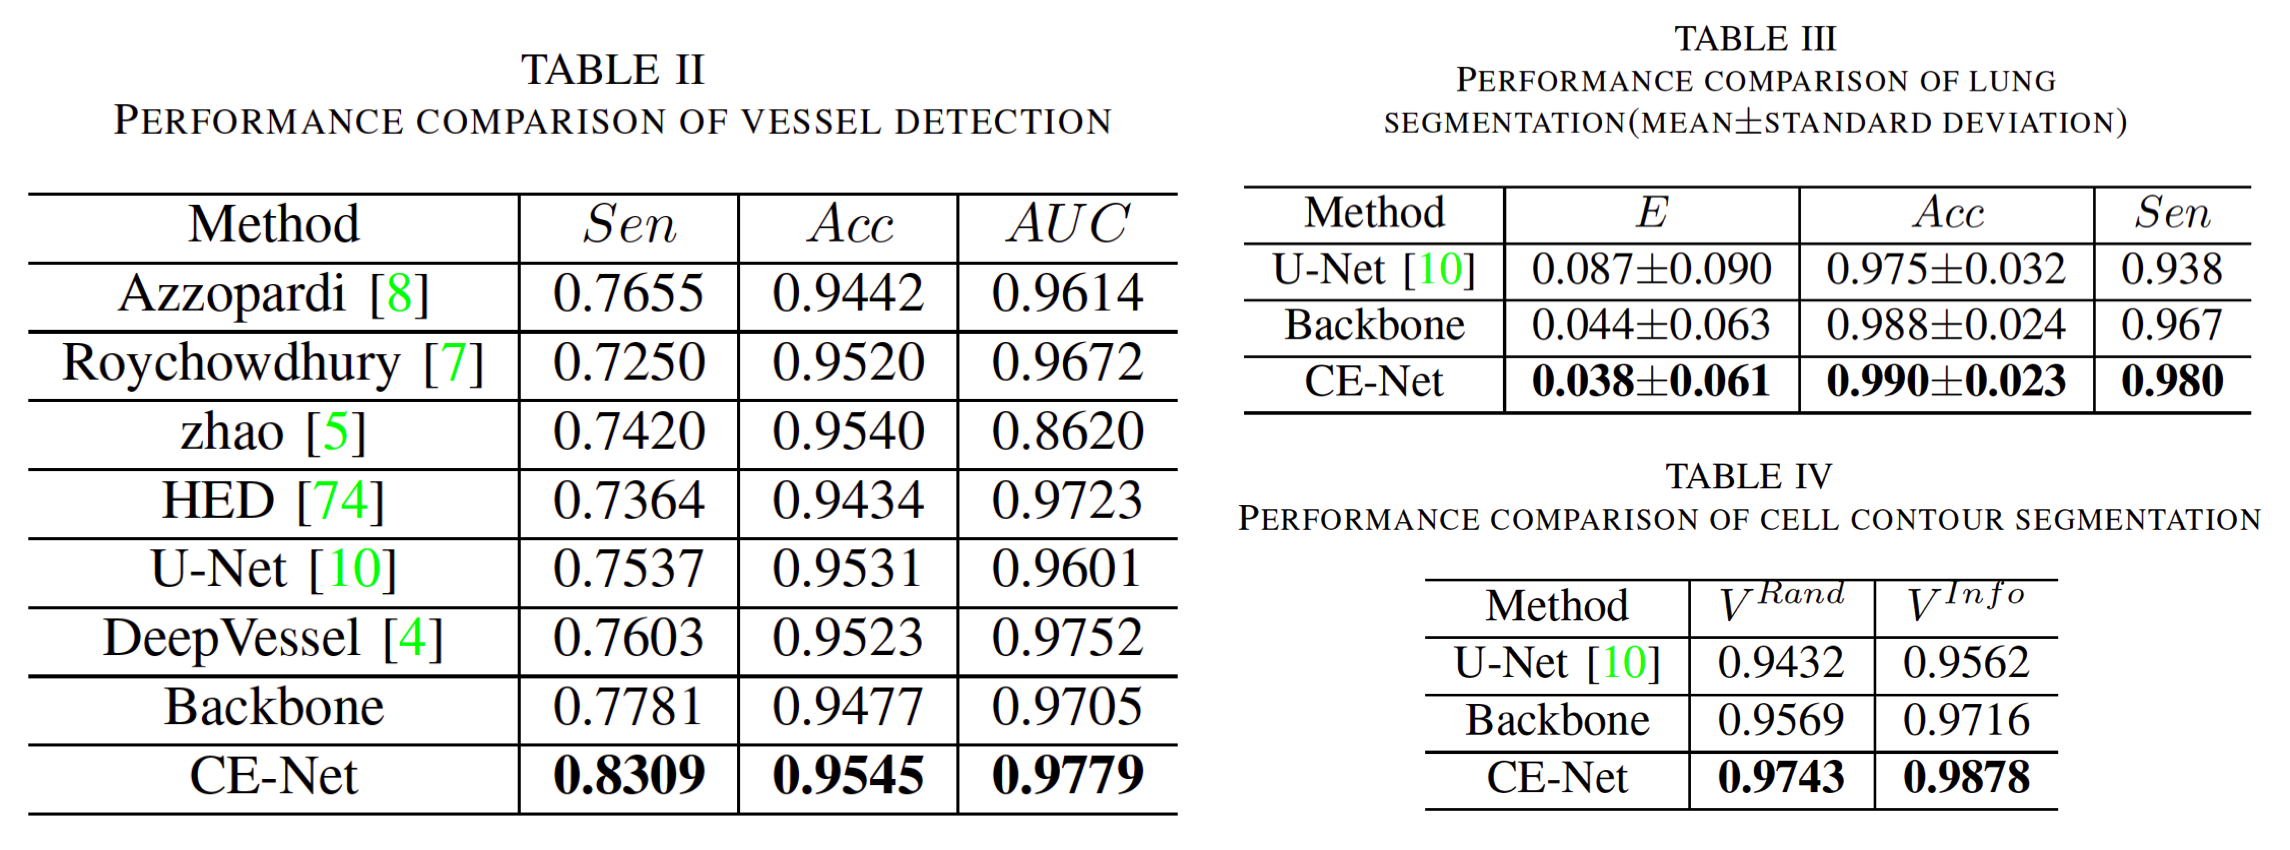 TABLE II
PERFORMANCE COMPARISON OF VESSEL DETECTION
Method Sen Acc AUC
Azzopardi [8] 0.7655 0.9442 0.9614
Roychowdhury [7] 0.7250 0.9520 0.9672
zhao [5] 0.7420 0.9540 0.8620
HED [74] 0.7364 0.9434 0.9723
U-Net [10] 0.7537 0.9531 0.9601
DeepVessel [4] 0.7603 0.9523 0.9752
Backbone 0.7781 0.9477 0.9705
CE-Net 0.8309 0.9545 0.9779
TABLE III
PERFORMANCE COMPARISON OF LUNG
SEGMENTATION(MEAN±STANDARD DEVIATION)
Method E Acc Sen
U-Net [10] 0.087±0.090 0.975±0.032 0.938
Backbone 0.044±0.063 0.988±0.024 0.967
CE-Net 0.038±0.061 0.990±0.023 0.980
TABLE IV
PERFORMANCE COMPARISON OF CELL CONTOUR SEGMENTATION
Method V^Rand V^Info
U-Net [10] 0.9432 0.9562
Backbone 0.9569 0.9716
CE-Net 0.9743 0.9878